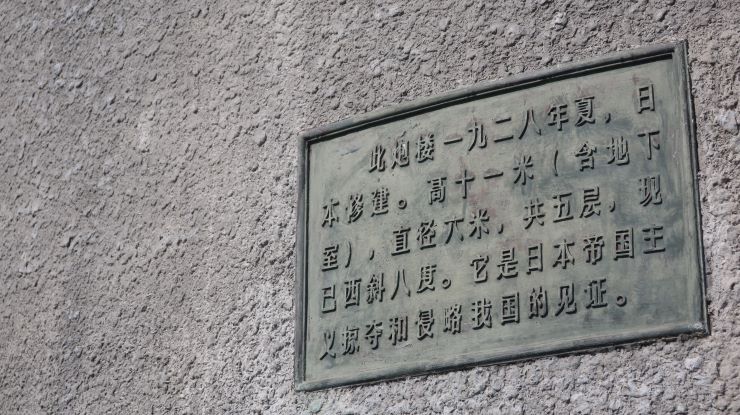 此炮楼一九二八年夏，日
本修建。高十一米（含地下
室），直径六米，共五层，现
已西斜八度。它是日本帝国主
义掠夺和侵略我国的见证。